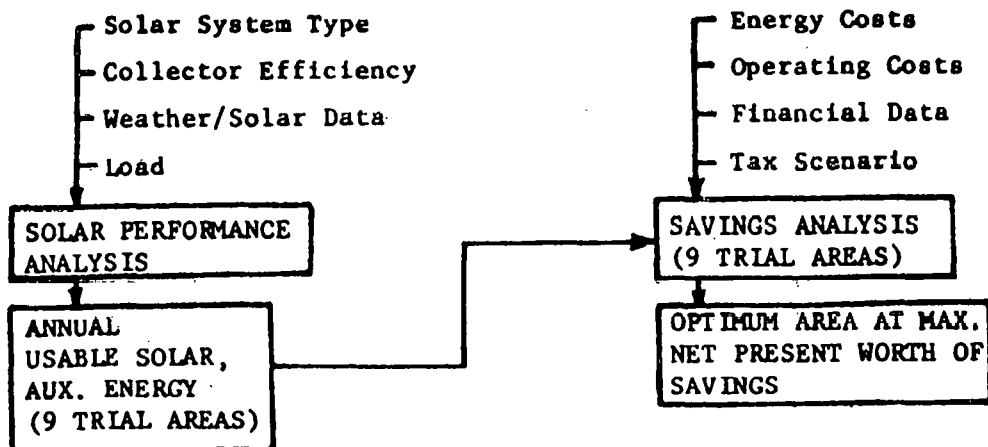 Solar System Type
Collector Efficiency
Weather/Solar Data
Load
SOLAR PERFORMANCE
ANALYSIS
ANNUAL
USABLE SOLAR,
AUX. ENERGY
(9 TRIAL AREAS)
Energy Costs
Operating Costs
Financial Data
Tax Scenario
SAVINGS ANALYSIS
(9 TRIAL AREAS)
OPTIMUM AREA AT MAX.
NET PRESENT WORTH OF
SAVINGS